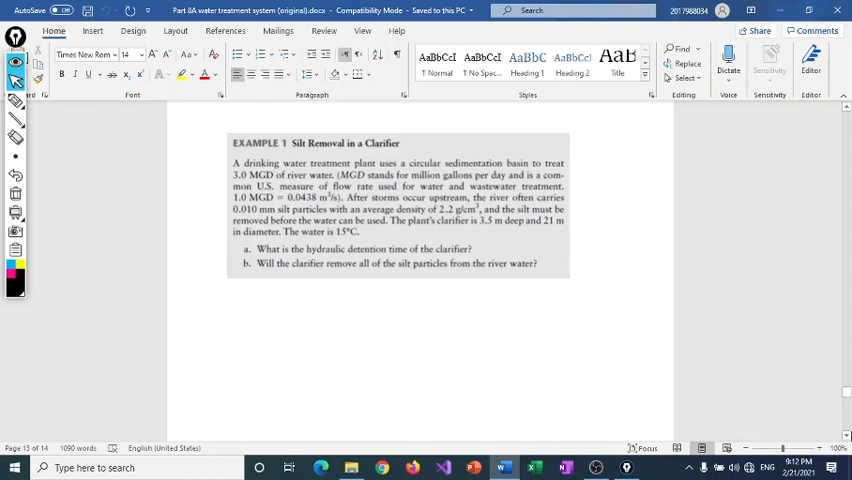 AutoSave Off Part 8A water treatment system (original).docx - Compatibility Mode - Saved to this PC Search 2017988034
Home Insert Design Layout References Mailings Review View Help Share Comments
Times New Rom 14 A A Aa Find Replace Select
B I U
AaBbCcI AaBbCcI AaBbC AaBbCcI AaB
1 Normal 1 No Spac... Heading 1 Heading 2 Title
Dictate Sensitivity Editor
Font Paragraph Styles Voice Sensitivity Editor
EXAMPLE 1 Silt Removal in a Clarifier
A drinking water treatment plant uses a circular sedimentation basin to treat
3.0 MGD of river water. (MGD stands for million gallons per day and is a com-
mon U.S. measure of flow rate used for water and wastewater treatment.
1.0 MGD = 0.0438 m³/s). After storms occur upstream, the river often carries
0.010 mm silt particles with an average density of 2.2 g/cm³, and the silt must be
removed before the water can be used. The plant's clarifier is 3.5 m deep and 21 m
in diameter. The water is 15°C.
a. What is the hydraulic detention time of the clarifier?
b. Will the clarifier remove all of the silt particles from the river water?
Page 13 of 14 1090 words English (United States) Focus 100%
Type here to search ENG 9:12 PM
2/21/2021